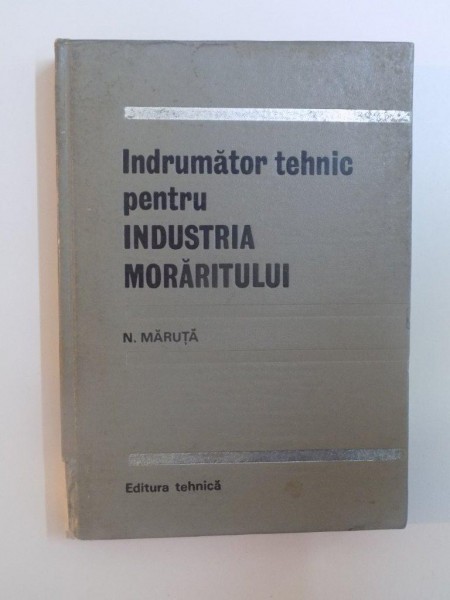 Indrumător tehnic
pentru
INDUSTRIA
MORĂRITULUI
N. MĂRUȚĂ
Editura tehnică